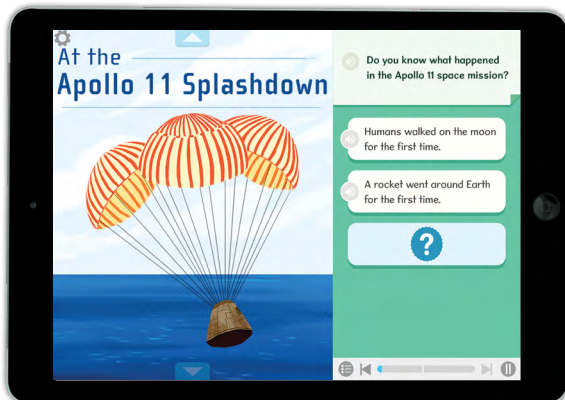 At the
Apollo 11 Splashdown
Do you know what happened
in the Apollo 11 space mission?
Humans walked on the moon
for the first time.
A rocket went around Earth
for the first time.
?